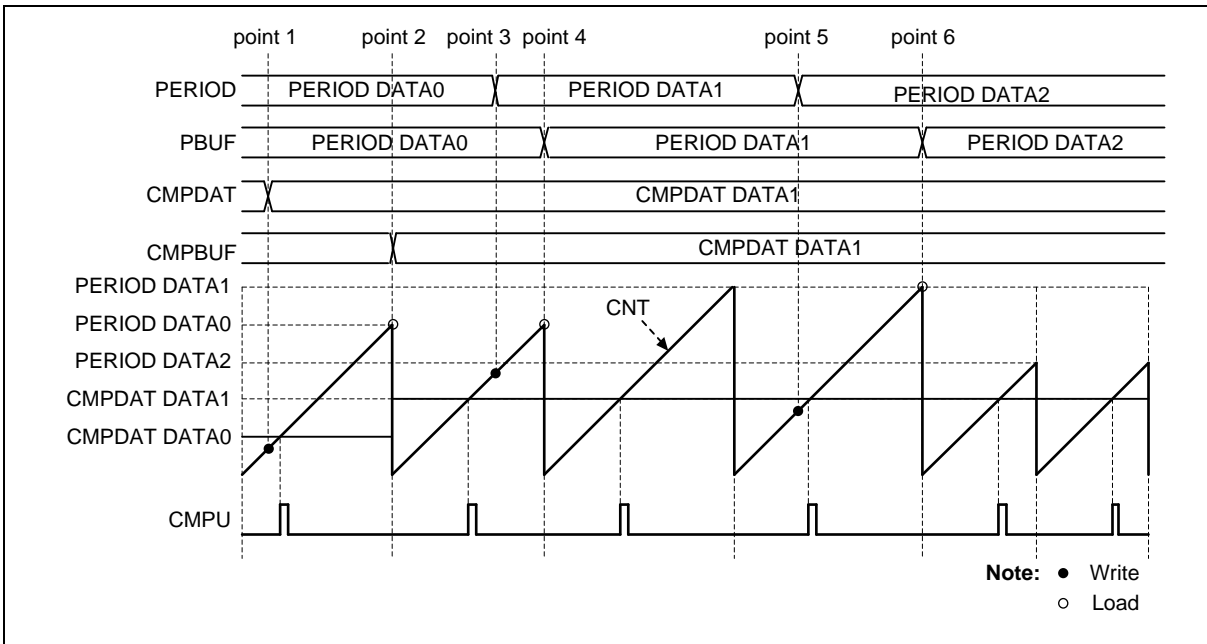 point 1 point 2 point 3 point 4 point 5 point 6
PERIOD PERIOD DATA0 PERIOD DATA1 PERIOD DATA2
PBUF PERIOD DATA0 PERIOD DATA1 PERIOD DATA2
CMPDAT CMPDAT DATA1
CMPBUF CMPDAT DATA1
PERIOD DATA1
CNT
PERIOD DATA0
PERIOD DATA2
CMPDAT DATA1
CMPDAT DATA0
CMPU
Note: Write
Load